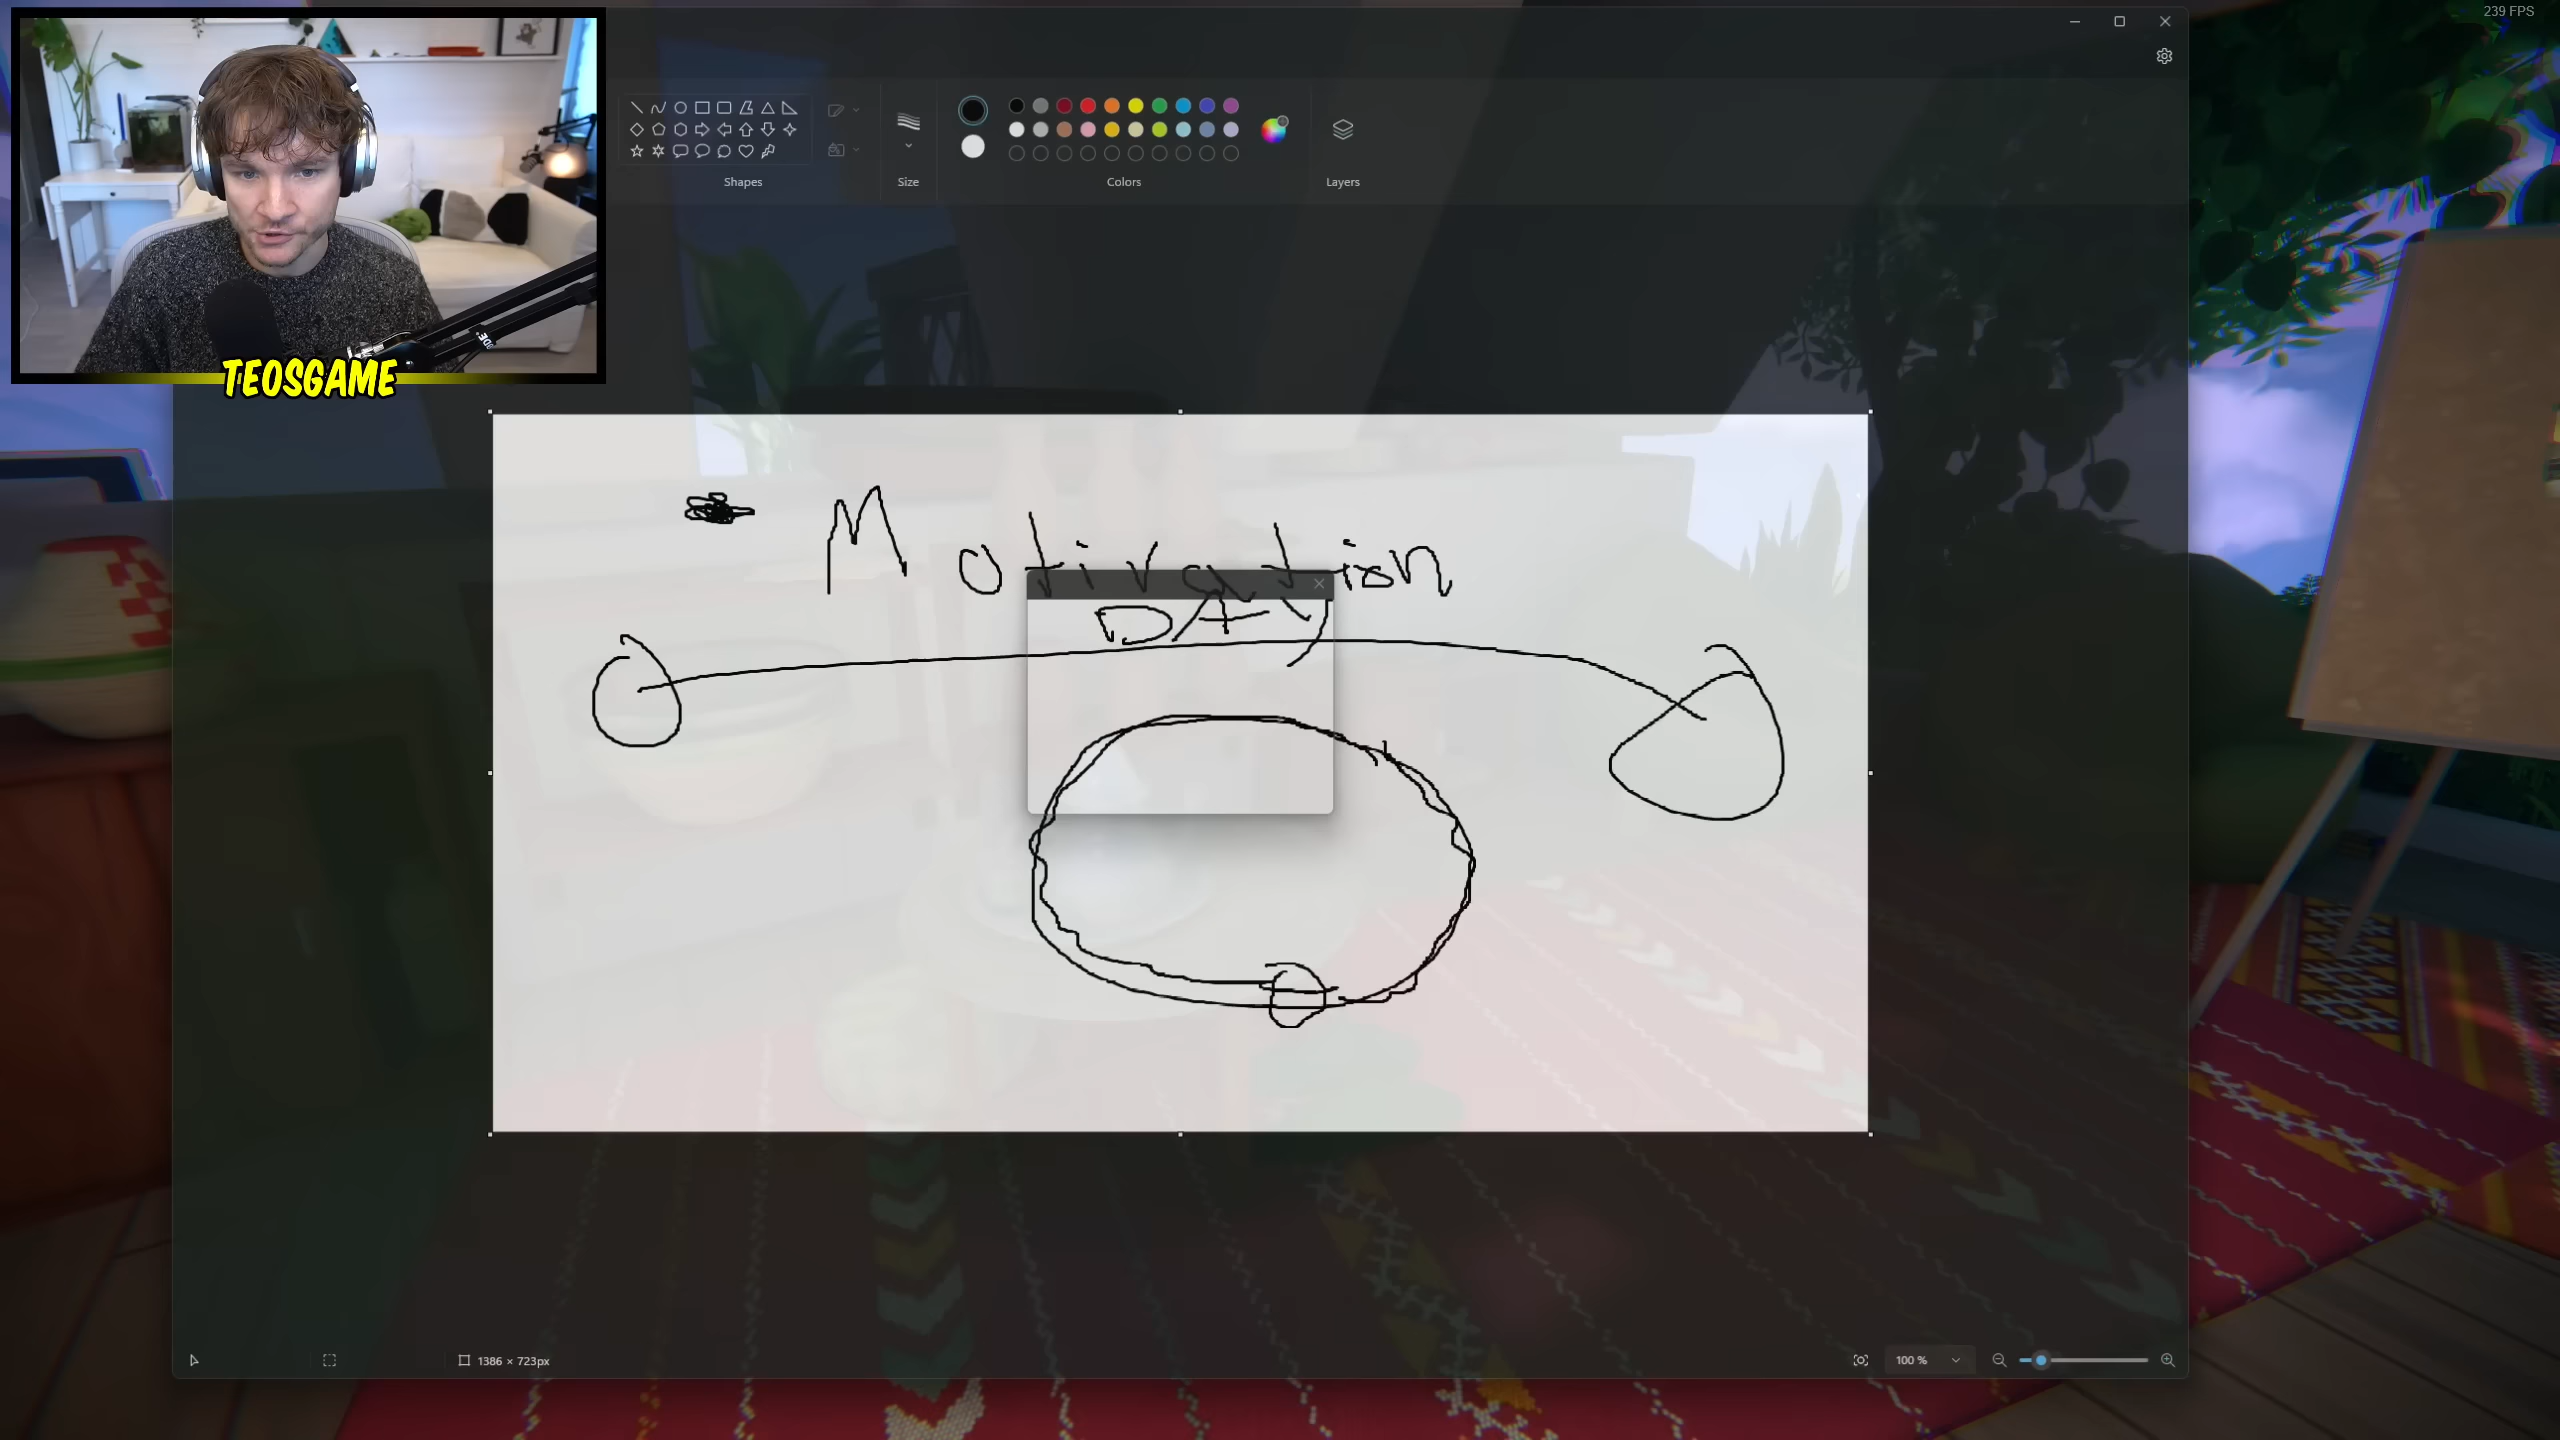 239 FPS
Shapes
Size
Colors
Layers
TEOSGAME
Motivation
DAY
1386 × 723px
100 %